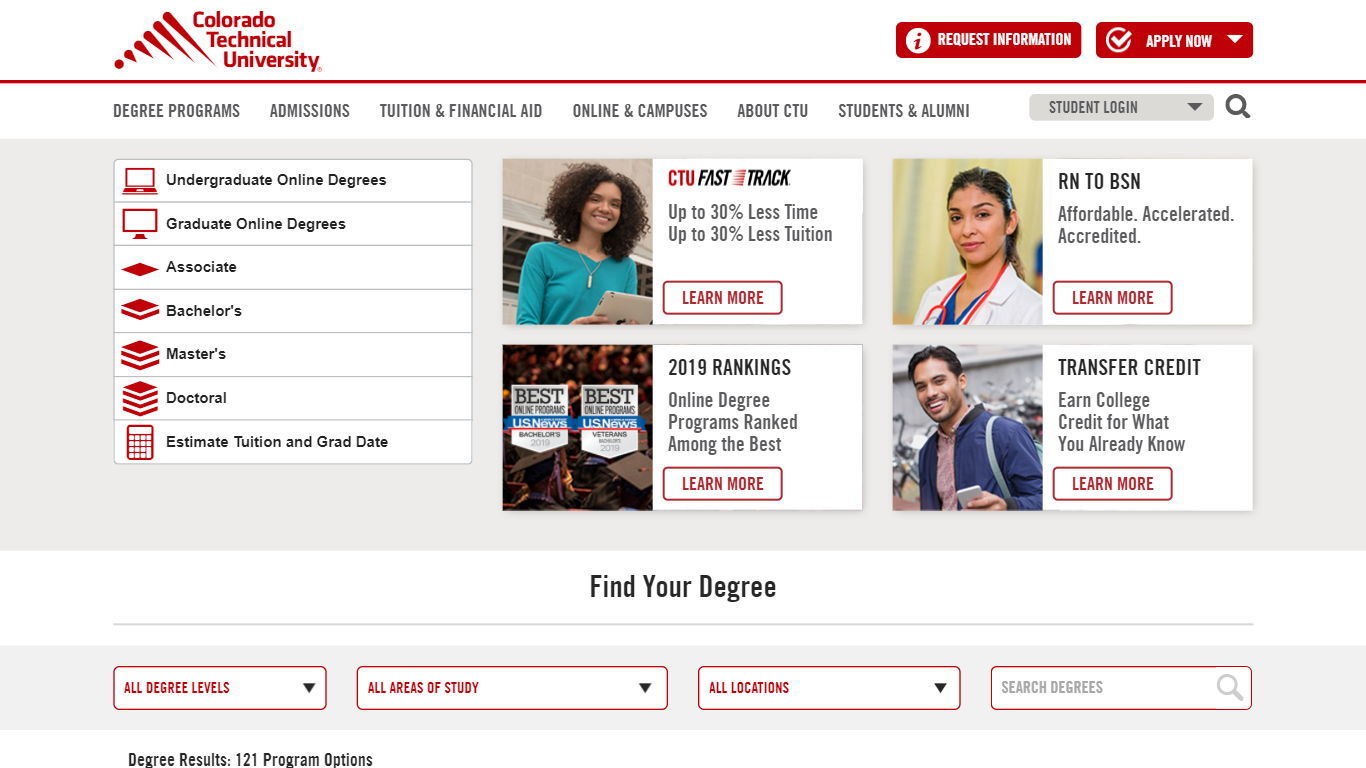 Colorado
Technical
University®
REQUEST INFORMATION
APPLY NOW
DEGREE PROGRAMS
ADMISSIONS
TUITION & FINANCIAL AID
ONLINE & CAMPUSES
ABOUT CTU
STUDENTS & ALUMNI
STUDENT LOGIN
Undergraduate Online Degrees
Graduate Online Degrees
Associate
Bachelor's
Master's
Doctoral
Estimate Tuition and Grad Date
CTU FAST TRACK
Up to 30% Less Time
Up to 30% Less Tuition
LEARN MORE
RN TO BSN
Affordable. Accelerated.
Accredited.
LEARN MORE
BEST
ONLINE PROGRAMS
U.S.News
BACHELOR'S
2019
BEST
ONLINE PROGRAMS
U.S.News
VETERANS
BACHELOR'S
2019
2019 RANKINGS
Online Degree
Programs Ranked
Among the Best
LEARN MORE
TRANSFER CREDIT
Earn College
Credit for What
You Already Know
LEARN MORE
Find Your Degree
ALL DEGREE LEVELS
ALL AREAS OF STUDY
ALL LOCATIONS
SEARCH DEGREES
Degree Results: 121 Program Options